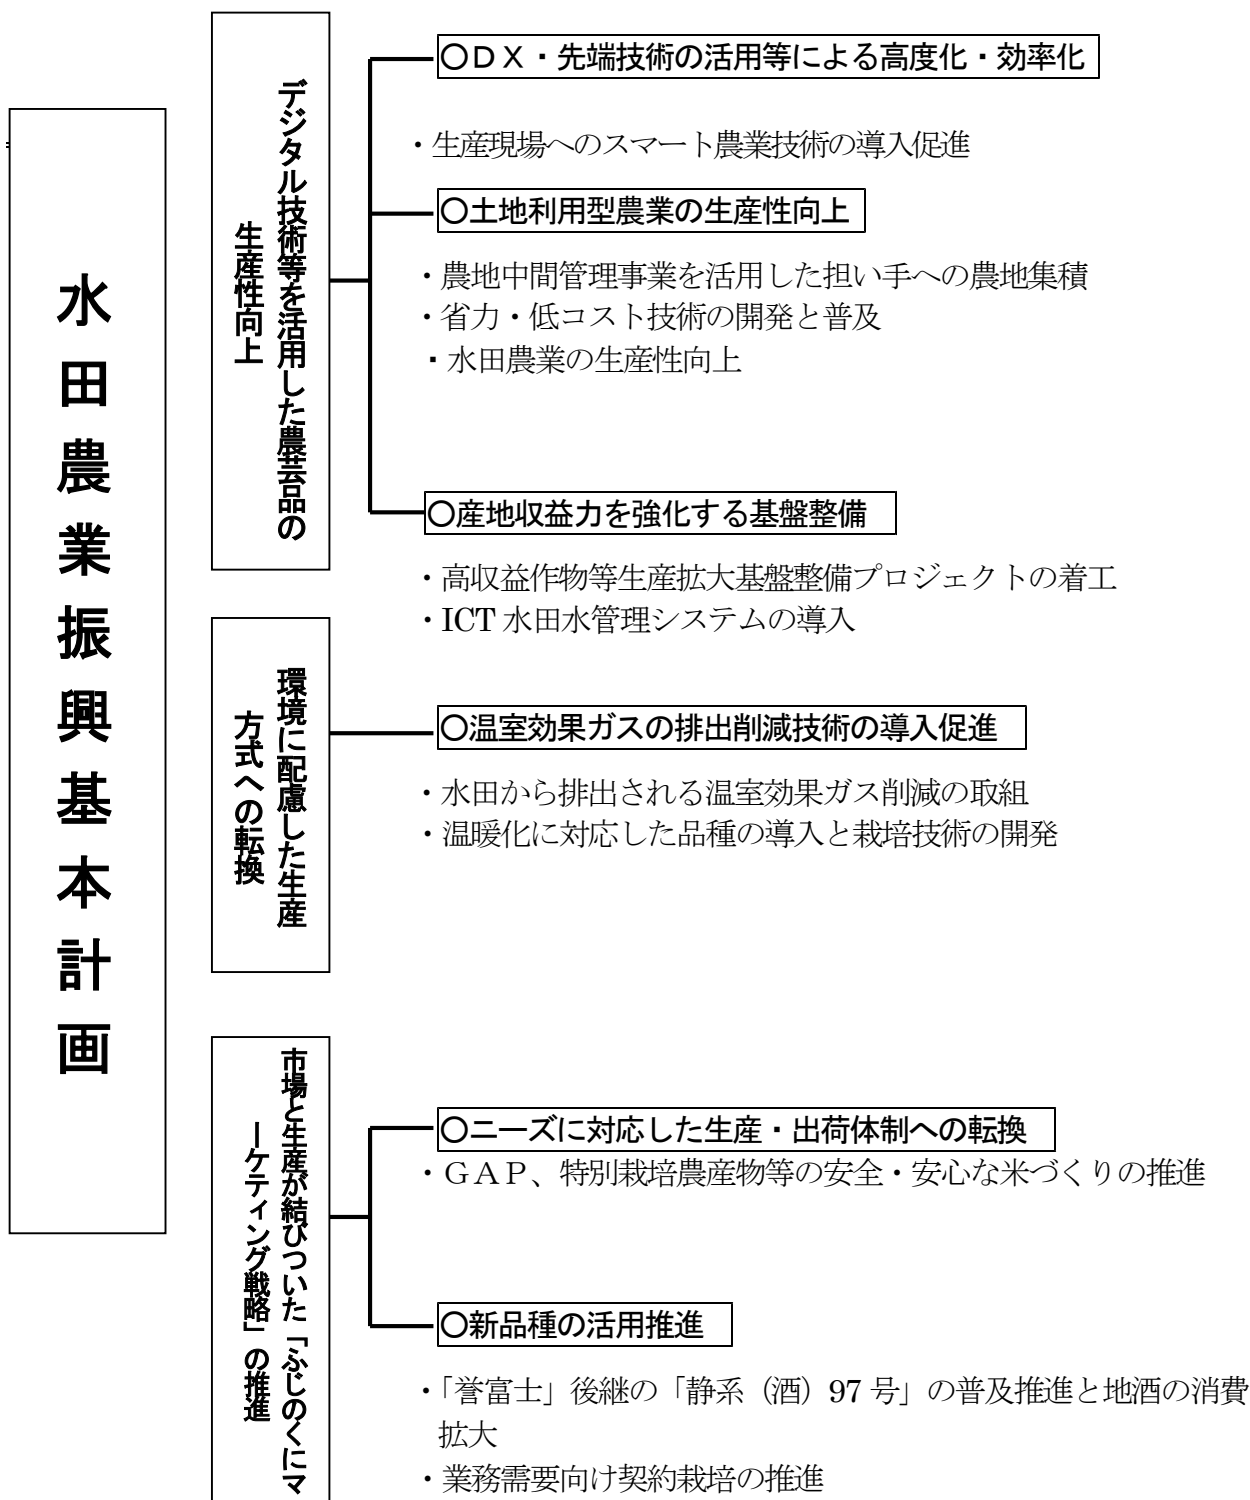 水田農業振興基本計画
デジタル技術等を活用した農芸品の
生産性向上
〇ＤＸ・先端技術の活用等による高度化・効率化
・生産現場へのスマート農業技術の導入促進
〇土地利用型農業の生産性向上
・農地中間管理事業を活用した担い手への農地集積
・省力・低コスト技術の開発と普及
・水田農業の生産性向上
〇産地収益力を強化する基盤整備
・高収益作物等生産拡大基盤整備プロジェクトの着工
・ICT 水田水管理システムの導入
環境に配慮した生産
方式への転換
〇温室効果ガスの排出削減技術の導入促進
・水田から排出される温室効果ガス削減の取組
・温暖化に対応した品種の導入と栽培技術の開発
市場と生産が結びついた「ふじのくにマ
ーケティング戦略」の推進
〇ニーズに対応した生産・出荷体制への転換
・ＧＡＰ、特別栽培農産物等の安全・安心な米づくりの推進
〇新品種の活用推進
・「誉富士」後継の「静系（酒）97 号」の普及推進と地酒の消費
拡大
・業務需要向け契約栽培の推進